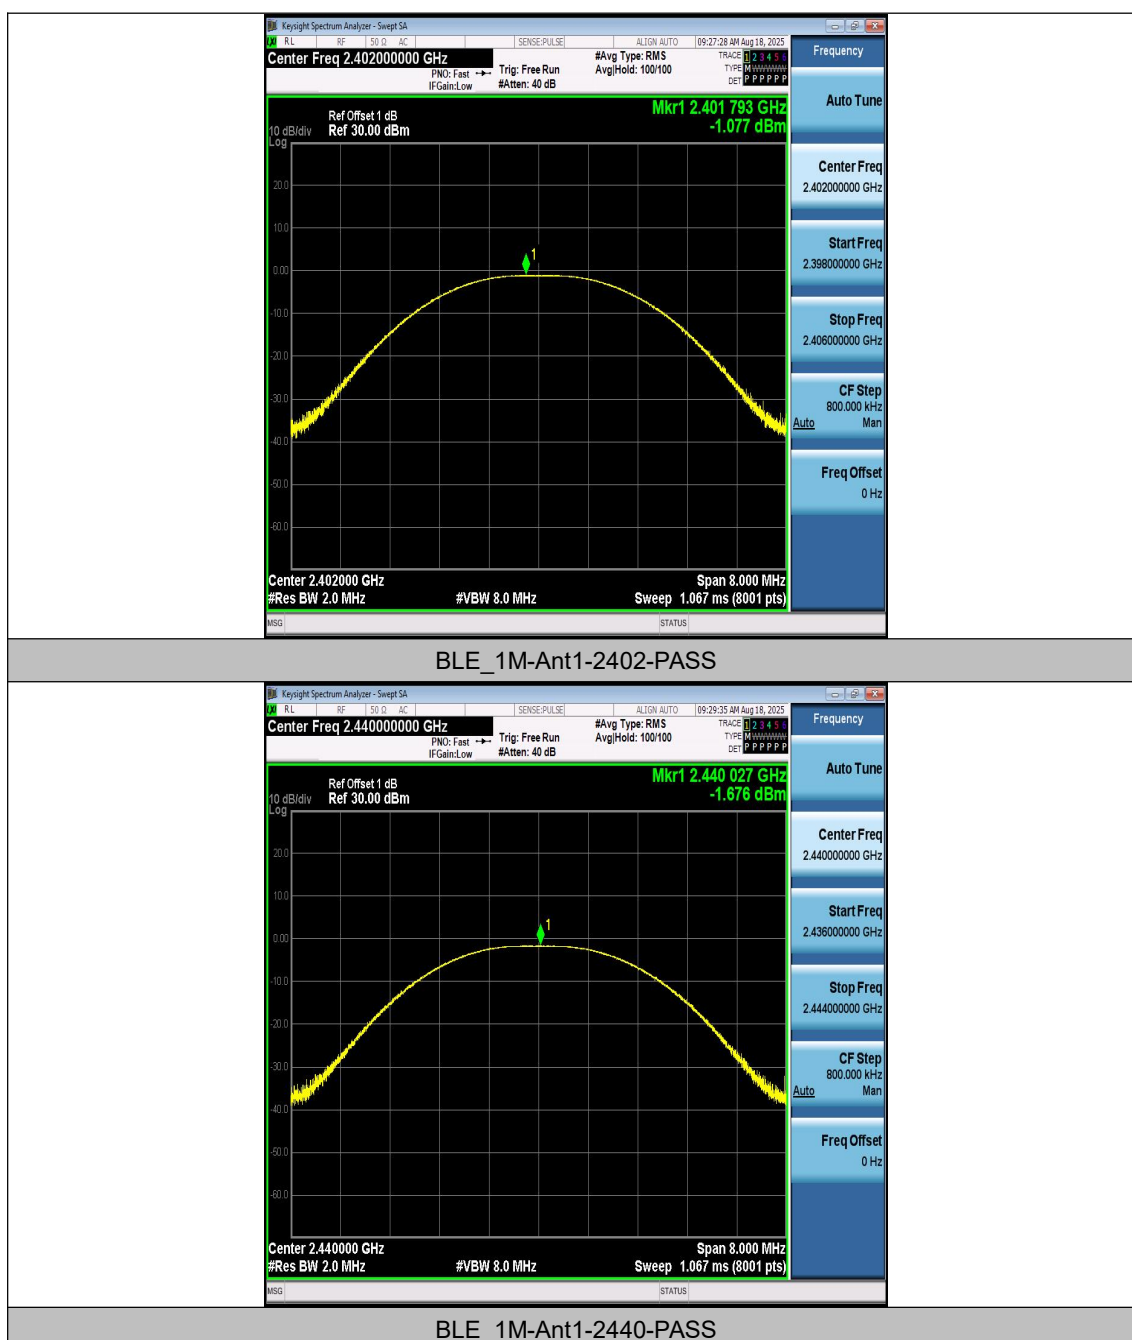 Keysight Spectrum Analyzer - Swept SA
RL RF 50 Ω AC SENSE:PULSE ALIGN AUTO 09:27:28 AM Aug 18, 2025
Center Freq 2.402000000 GHz
PNO: Fast
IFGain:Low
Trig: Free Run
#Atten: 40 dB
#Avg Type: RMS
Avg|Hold: 100/100
TRACE 1 2 3 4 5 6
TYPE M WWWWW
DET P P P P P P
Mkr1 2.401 793 GHz
-1.077 dBm
Ref Offset 1 dB
10 dB/div Ref 30.00 dBm
Log
20.0
10.0
0.00
-10.0
-20.0
-30.0
-40.0
-50.0
-60.0
1
Center 2.402000 GHz Span 8.000 MHz
#Res BW 2.0 MHz #VBW 8.0 MHz Sweep 1.067 ms (8001 pts)
MSG STATUS
Frequency
Auto Tune
Center Freq
2.402000000 GHz
Start Freq
2.398000000 GHz
Stop Freq
2.406000000 GHz
CF Step
800.000 kHz
Auto Man
Freq Offset
0 Hz
BLE_1M-Ant1-2402-PASS
Keysight Spectrum Analyzer - Swept SA
RL RF 50 Ω AC SENSE:PULSE ALIGN AUTO 09:29:35 AM Aug 18, 2025
Center Freq 2.440000000 GHz
PNO: Fast
IFGain:Low
Trig: Free Run
#Atten: 40 dB
#Avg Type: RMS
Avg|Hold: 100/100
TRACE 1 2 3 4 5 6
TYPE M WWWWW
DET P P P P P P
Mkr1 2.440 027 GHz
-1.676 dBm
Ref Offset 1 dB
10 dB/div Ref 30.00 dBm
Log
20.0
10.0
0.00
-10.0
-20.0
-30.0
-40.0
-50.0
-60.0
1
Center 2.440000 GHz Span 8.000 MHz
#Res BW 2.0 MHz #VBW 8.0 MHz Sweep 1.067 ms (8001 pts)
MSG STATUS
Frequency
Auto Tune
Center Freq
2.440000000 GHz
Start Freq
2.436000000 GHz
Stop Freq
2.444000000 GHz
CF Step
800.000 kHz
Auto Man
Freq Offset
0 Hz
BLE_1M-Ant1-2440-PASS